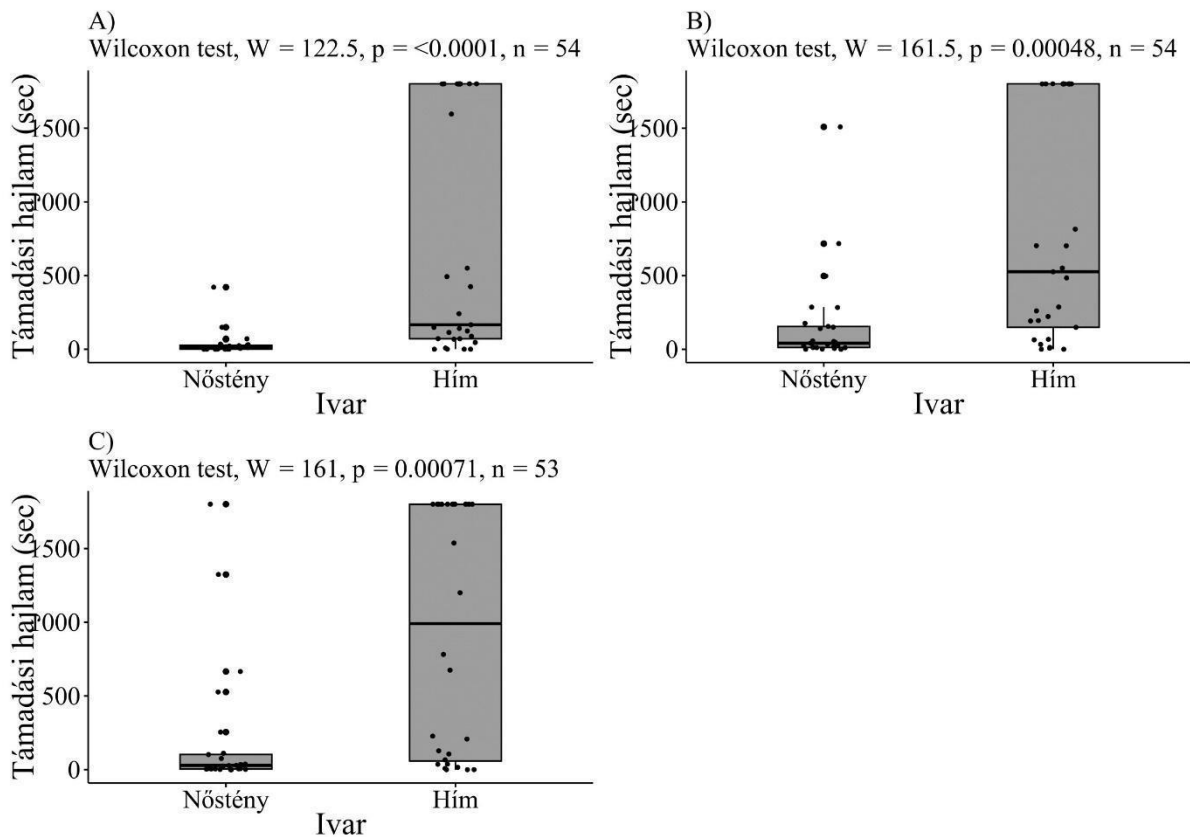 A)
Wilcoxon test, W = 122.5, p = <0.0001, n = 54
Támadási hajlam (sec)
1500
1000
500
0
Nőstény Hím
Ivar
B)
Wilcoxon test, W = 161.5, p = 0.00048, n = 54
Támadási hajlam (sec)
1500
1000
500
0
Nőstény Hím
Ivar
C)
Wilcoxon test, W = 161, p = 0.00071, n = 53
Támadási hajlam (sec)
1500
1000
500
0
Nőstény Hím
Ivar